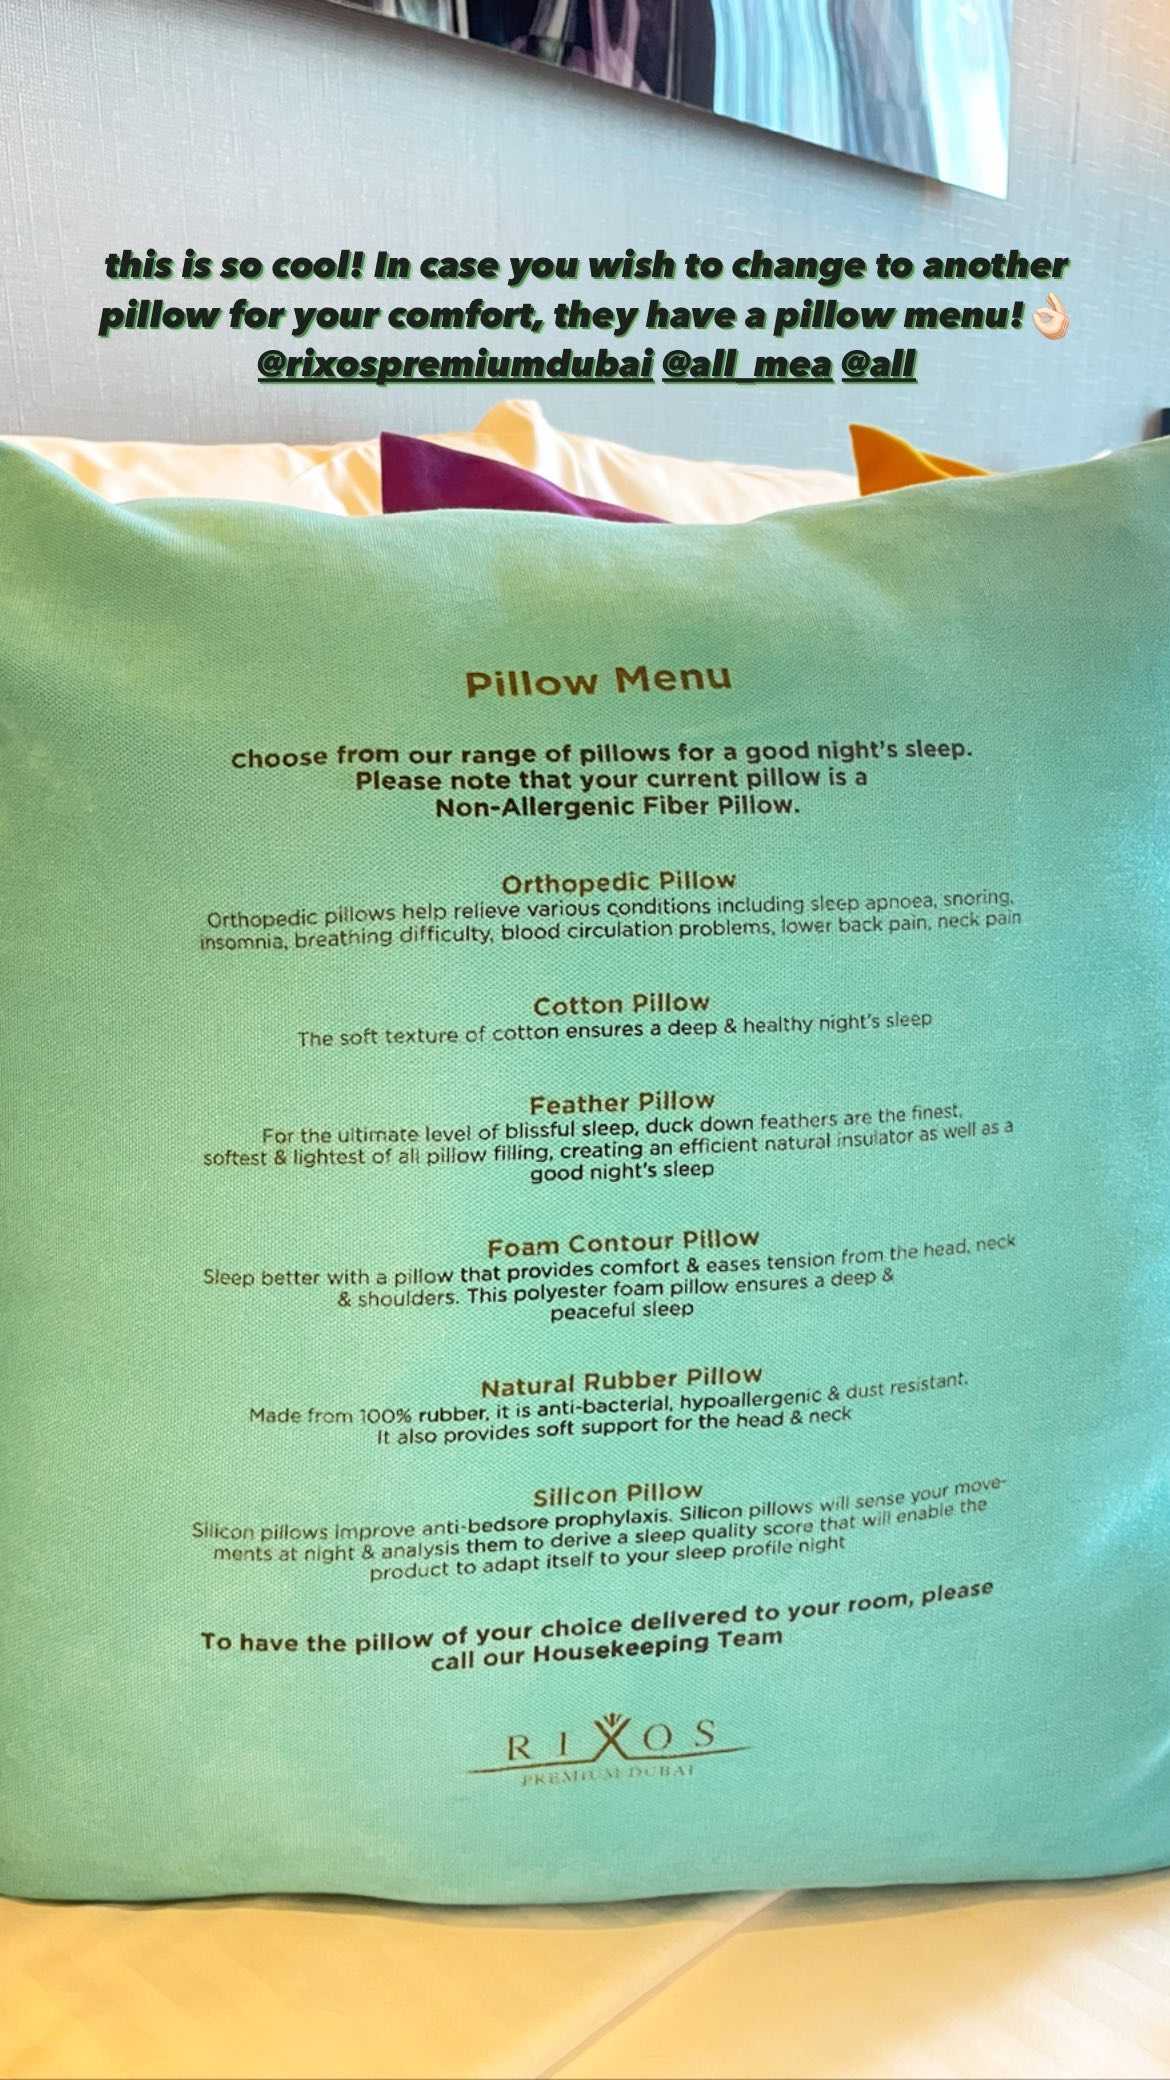 this is so cool! In case you wish to change to another
pillow for your comfort, they have a pillow menu!👌🏻
@rixospremiumdubai @all_mea @all
Pillow Menu
choose from our range of pillows for a good night's sleep.
Please note that your current pillow is a
Non-Allergenic Fiber Pillow.
Orthopedic Pillow
Orthopedic pillows help relieve various conditions including sleep apnoea, snoring,
insomnia, breathing difficulty, blood circulation problems, lower back pain, neck pain
Cotton Pillow
The soft texture of cotton ensures a deep & healthy night's sleep
Feather Pillow
For the ultimate level of blissful sleep, duck down feathers are the finest,
softest & lightest of all pillow filling, creating an efficient natural insulator as well as a
good night's sleep
Foam Contour Pillow
Sleep better with a pillow that provides comfort & eases tension from the head, neck
& shoulders. This polyester foam pillow ensures a deep &
peaceful sleep
Natural Rubber Pillow
Made from 100% rubber, it is anti-bacterial, hypoallergenic & dust resistant.
It also provides soft support for the head & neck
Silicon Pillow
Silicon pillows improve anti-bedsore prophylaxis. Silicon pillows will sense your move-
ments at night & analysis them to derive a sleep quality score that will enable the
product to adapt itself to your sleep profile night
To have the pillow of your choice delivered to your room, please
call our Housekeeping Team
RIXOS
PREMIUM DUBAI